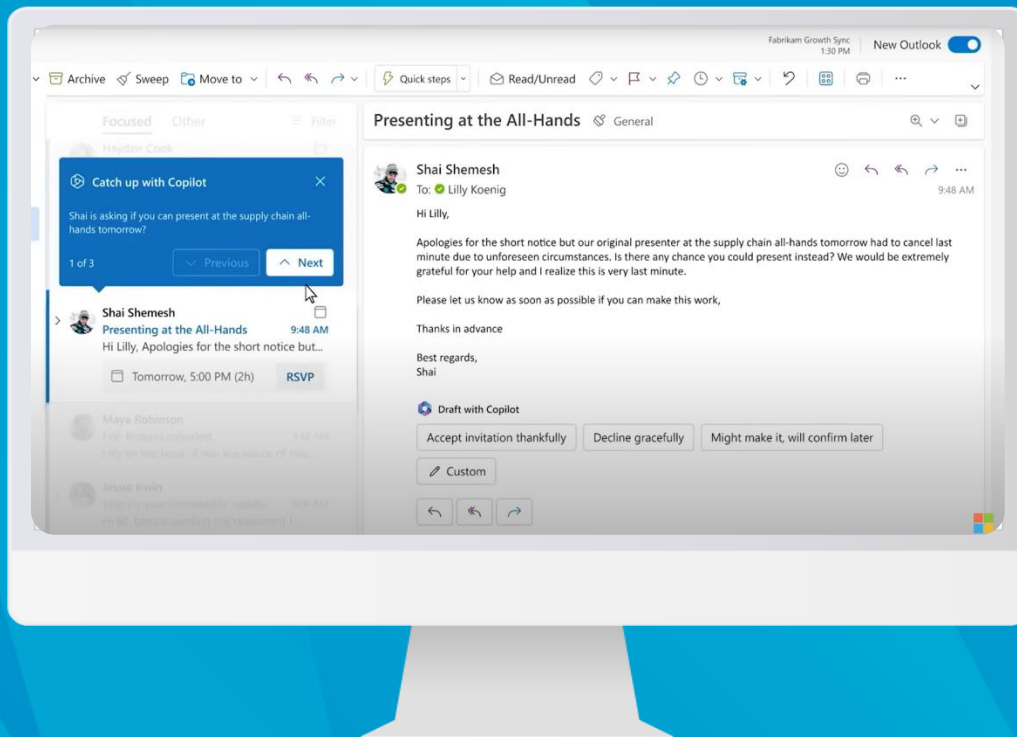 Fabrikam Growth Sync
1:30 PM
New Outlook
Archive
Sweep
Move to
Quick steps
Read/Unread
Focused
Other
Filter
Hayden Cook
Catch up with Copilot
Shai is asking if you can present at the supply chain all-
hands tomorrow?
1 of 3
Previous
Next
Shai Shemesh
Presenting at the All-Hands
9:48 AM
Hi Lilly, Apologies for the short notice but...
Tomorrow, 5:00 PM (2h)
RSVP
Maya Robinson
Jessie Irwin
Presenting at the All-Hands
General
Shai Shemesh
To: Lilly Koenig
9:48 AM
Hi Lilly,
Apologies for the short notice but our original presenter at the supply chain all-hands tomorrow had to cancel last
minute due to unforeseen circumstances. Is there any chance you could present instead? We would be extremely
grateful for your help and I realize this is very last minute.
Please let us know as soon as possible if you can make this work,
Thanks in advance
Best regards,
Shai
Draft with Copilot
Accept invitation thankfully
Decline gracefully
Might make it, will confirm later
Custom